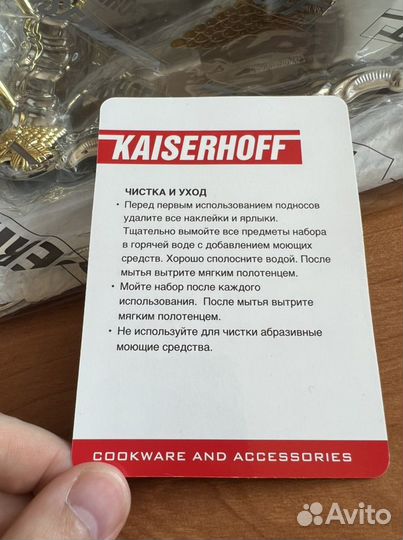 KAISERHOFF
ЧИСТКА И УХОД
• Перед первым использованием подносов
удалите все наклейки и ярлыки.
Тщательно вымойте все предметы набора
в горячей воде с добавлением моющих
средств. Хорошо сполосните водой. После
мытья вытрите мягким полотенцем.
• Мойте набор после каждого
использования. После мытья вытрите
мягким полотенцем.
• Не используйте для чистки абразивные
моющие средства.
COOKWARE AND ACCESSORIES
Avito